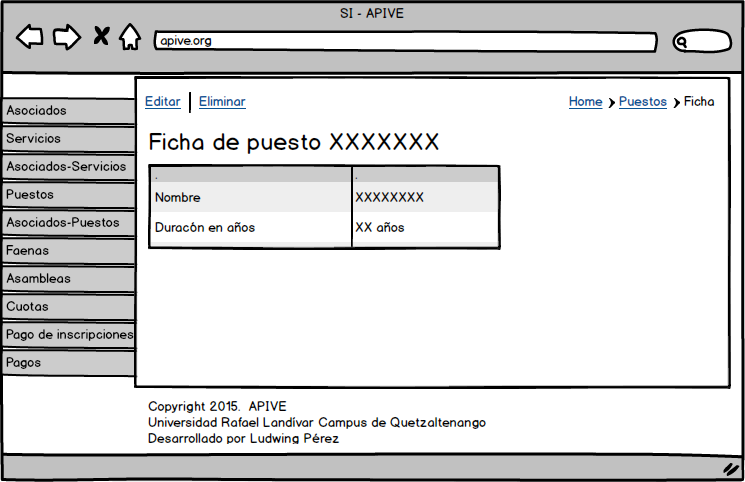 SI - APIVE
apive.org
Editar | Eliminar
Home > Puestos > Ficha
Asociados
Servicios
Asociados-Servicios
Puestos
Asociados-Puestos
Faenas
Asambleas
Cuotas
Pago de inscripciones
Pagos
Ficha de puesto XXXXXXX
. .
Nombre XXXXXXXX
Duracón en años XX años
Copyright 2015. APIVE
Universidad Rafael Landívar Campus de Quetzaltenango
Desarrollado por Ludwing Pérez